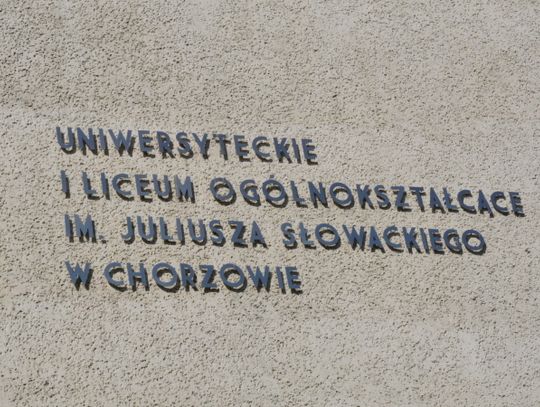 UNIWERSYTECKIE
I LICEUM OGÓLNOKSZTAŁCĄCE
IM. JULIUSZA SŁOWACKIEGO
W CHORZOWIE